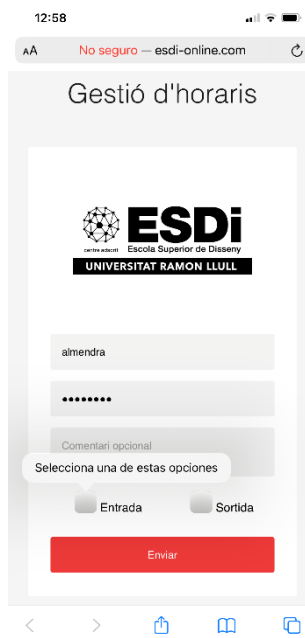 12:58
AA No seguro — esdi-online.com
Gestió d'horaris
ESDi
centre adscrit Escola Superior de Disseny
UNIVERSITAT RAMON LLULL
almendra
••••••••
Comentari opcional
Selecciona una de estas opciones
Entrada Sortida
Enviar